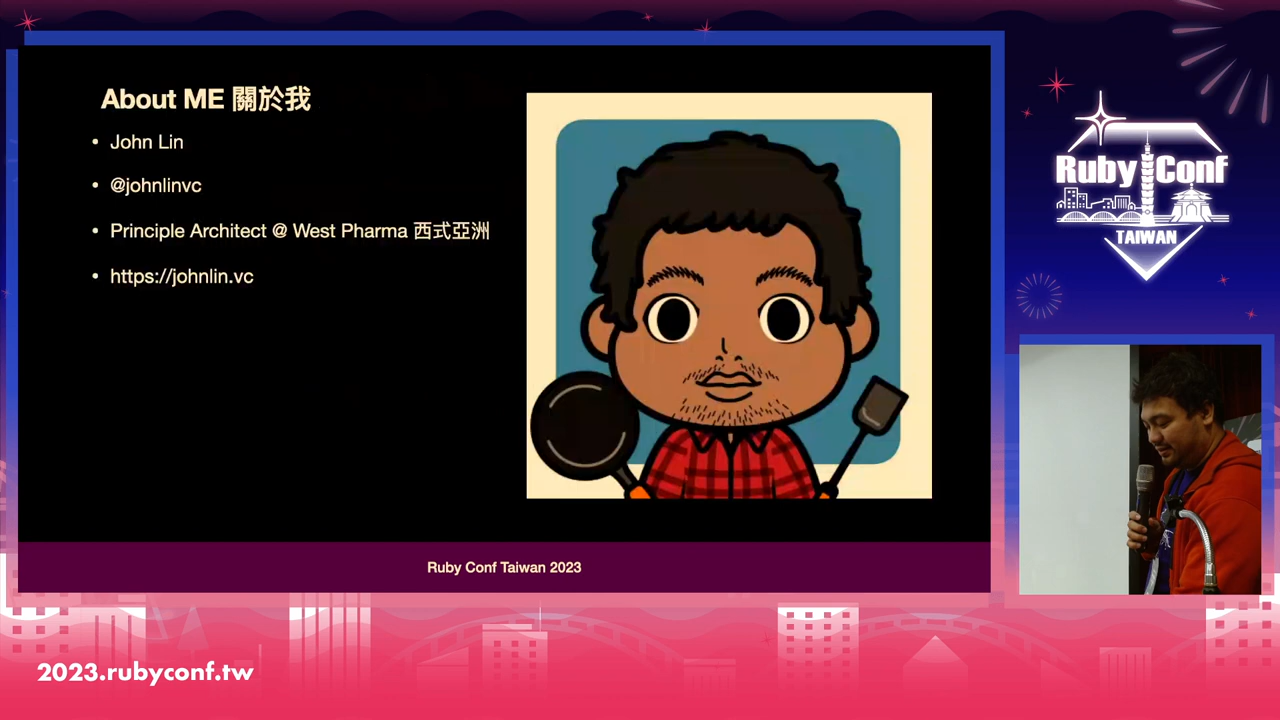 About ME 關於我
John Lin
@johnlinvc
Principle Architect @ West Pharma 西式亞洲
https://johnlin.vc
Ruby Conf Taiwan 2023
Ruby Conf
TAIWAN
2023.rubyconf.tw